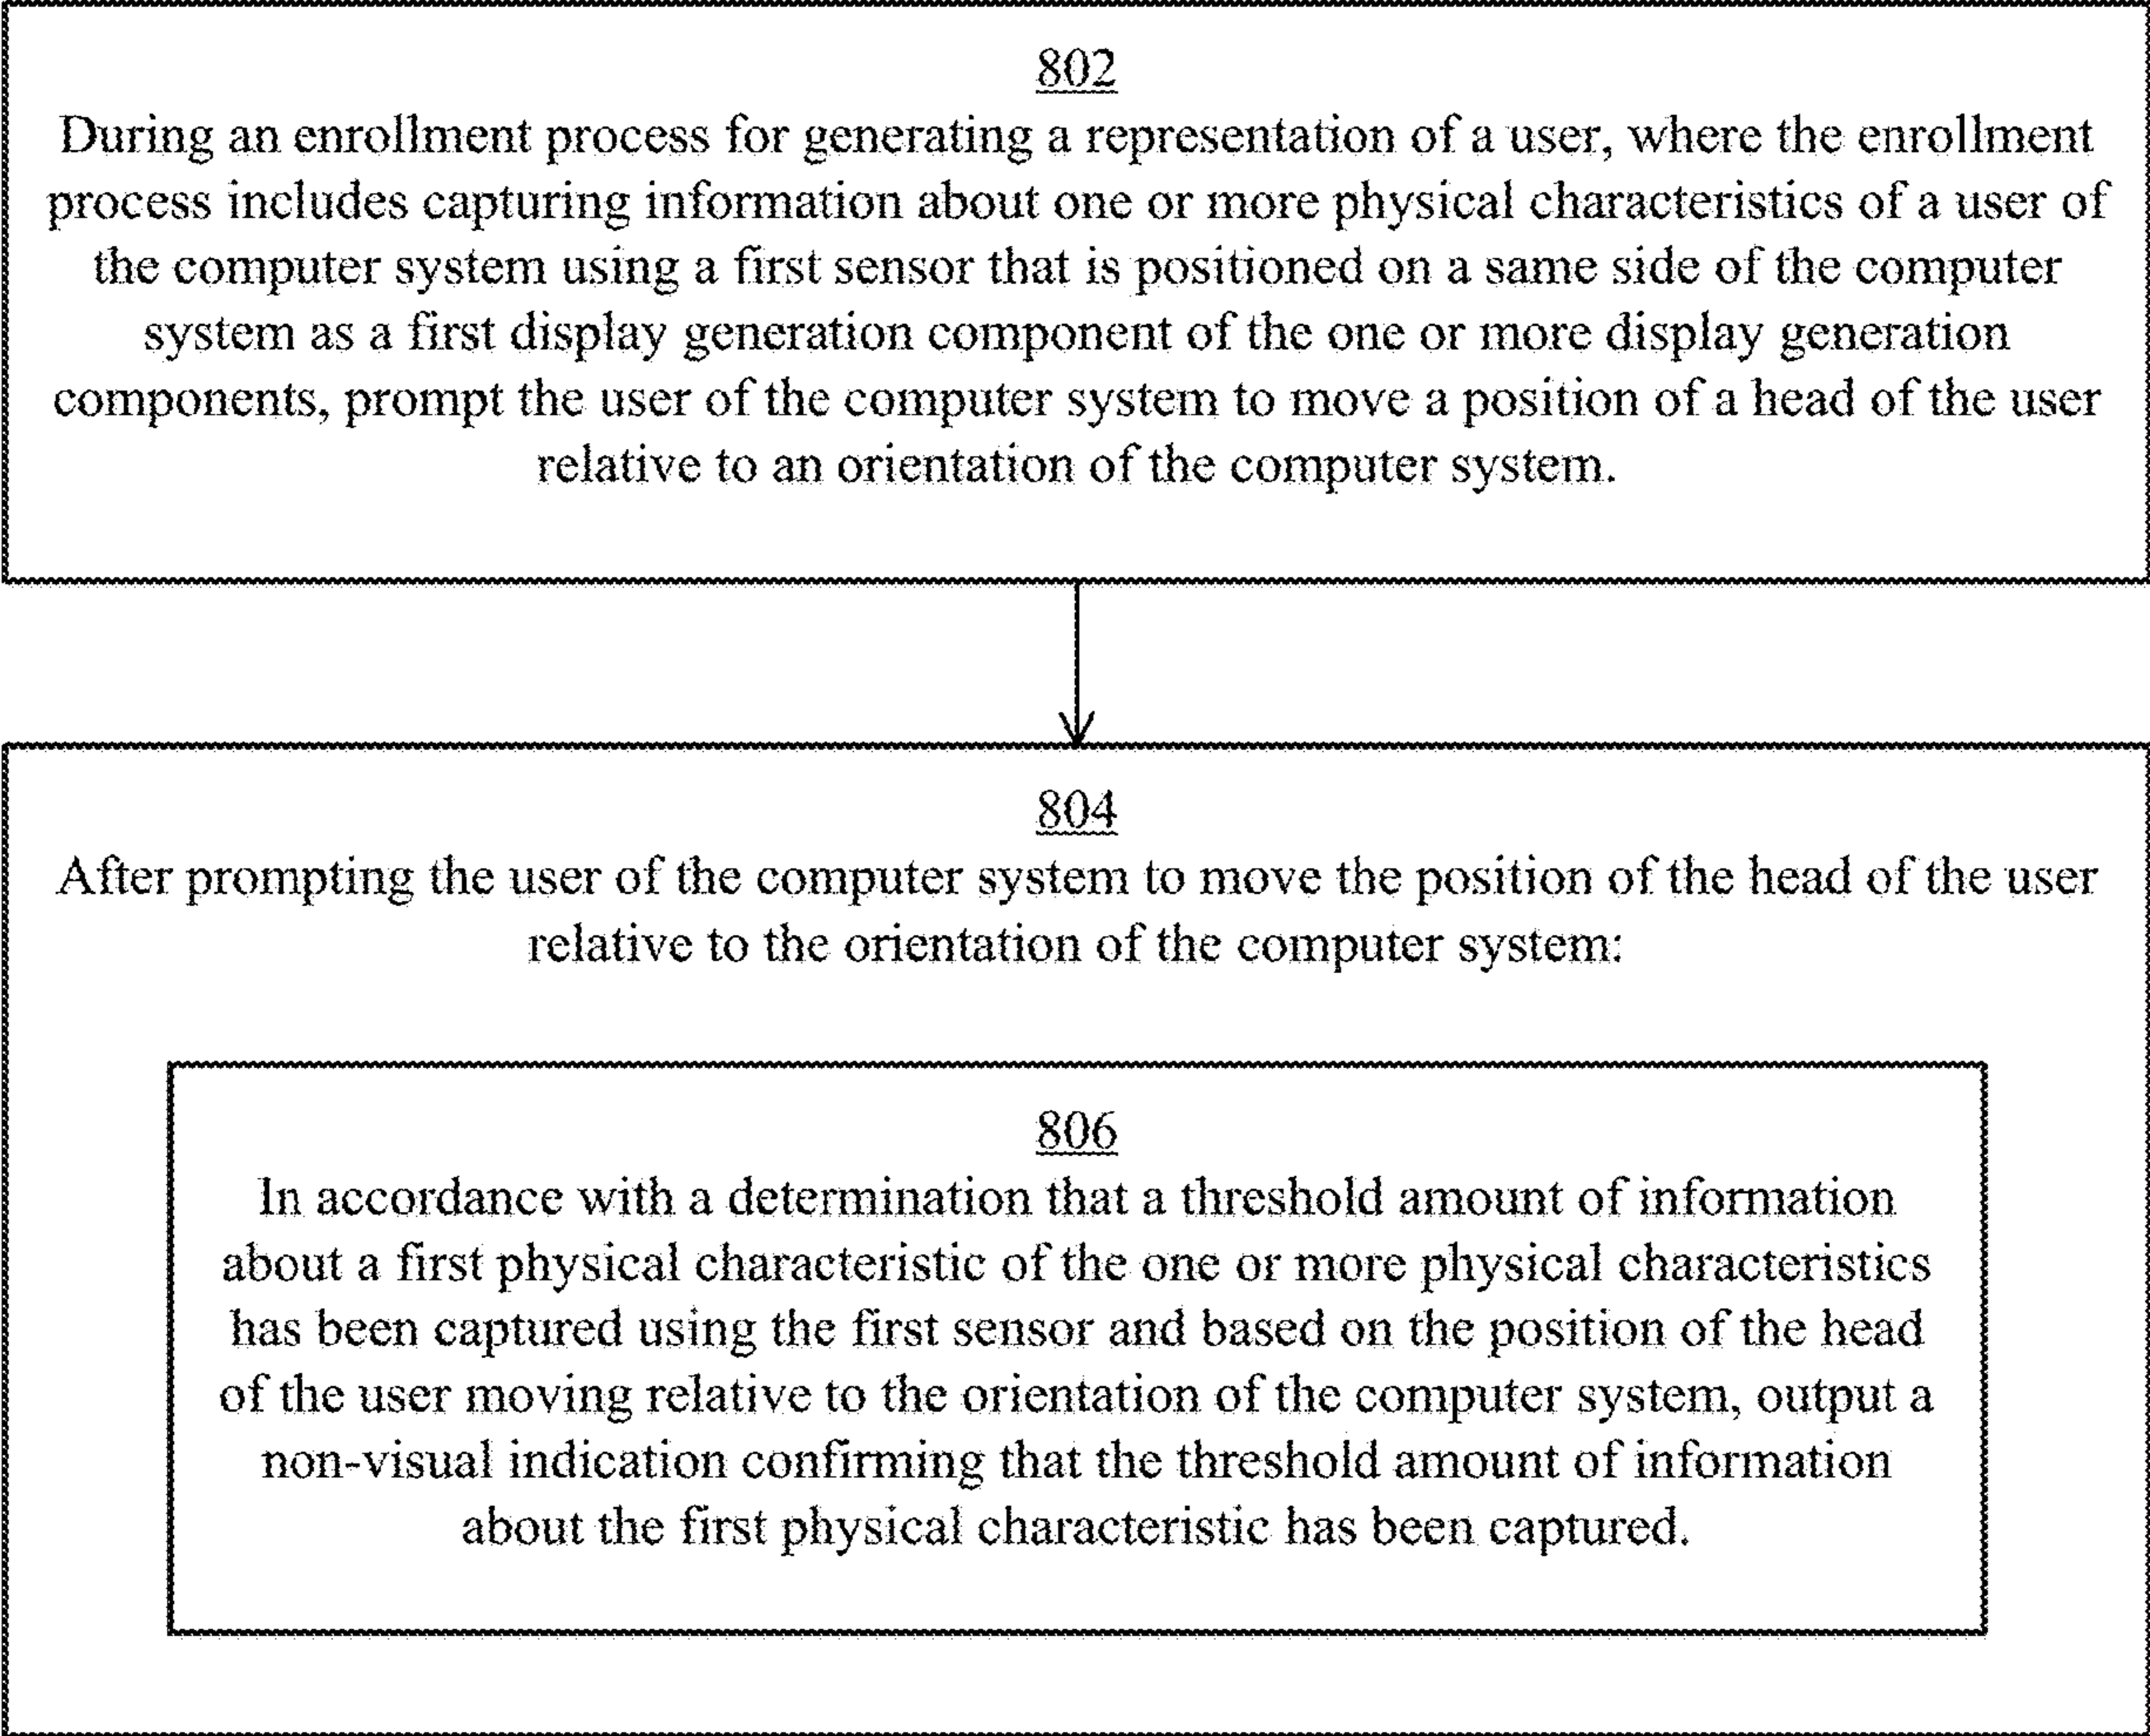 802
During an enrollment process for generating a representation of a user, where the enrollment
process includes capturing information about one or more physical characteristics of a user of
the computer system using a first sensor that is positioned on a same side of the computer
system as a first display generation component of the one or more display generation
components, prompt the user of the computer system to move a position of a head of the user
relative to an orientation of the computer system.
804
After prompting the user of the computer system to move the position of the head of the user
relative to the orientation of the computer system:
806
In accordance with a determination that a threshold amount of information
about a first physical characteristic of the one or more physical characteristics
has been captured using the first sensor and based on the position of the head
of the user moving relative to the orientation of the computer system, output a
non-visual indication confirming that the threshold amount of information
about the first physical characteristic has been captured.